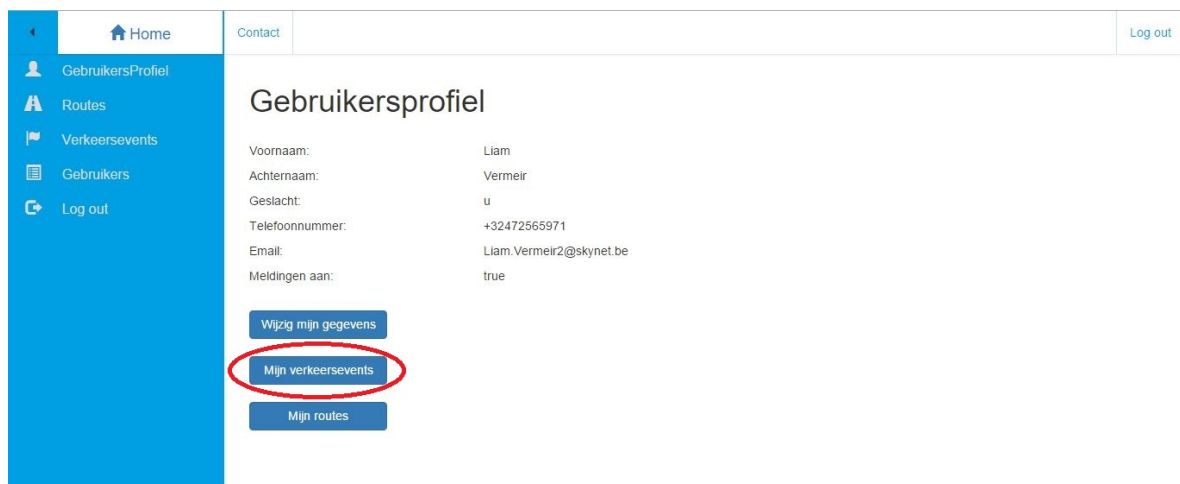 Home
Contact
Log out
GebruikersProfiel
Routes
Verkeersevents
Gebruikers
Log out
Gebruikersprofiel
Voornaam: Liam
Achternaam: Vermeir
Geslacht: u
Telefoonnummer: +32472565971
Email: Liam.Vermeir2@skynet.be
Meldingen aan: true
Wijzig mijn gegevens
Mijn verkeersevents
Mijn routes